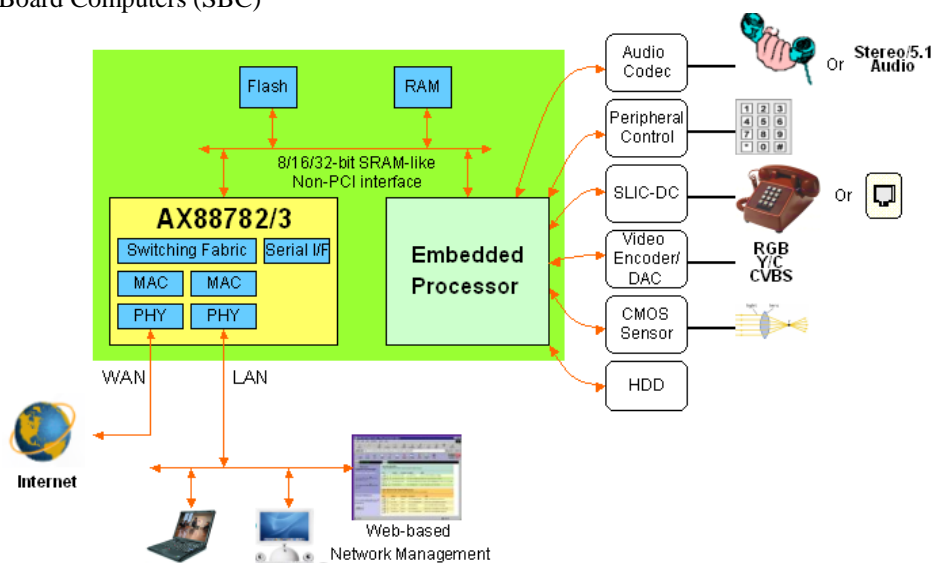 Board Computers (SBC)
Flash
RAM
8/16/32-bit SRAM-like
Non-PCI interface
AX88782/3
Switching Fabric
Serial I/F
MAC
MAC
PHY
PHY
Embedded
Processor
Audio
Codec
Or
Stereo/5.1
Audio
Peripheral
Control
1 2 3
4 5 6
7 8 9
* 0 #
SLIC-DC
Or
Video
Encoder/
DAC
RGB
Y/C
CVBS
CMOS
Sensor
HDD
WAN
LAN
Internet
Web-based
Network Management